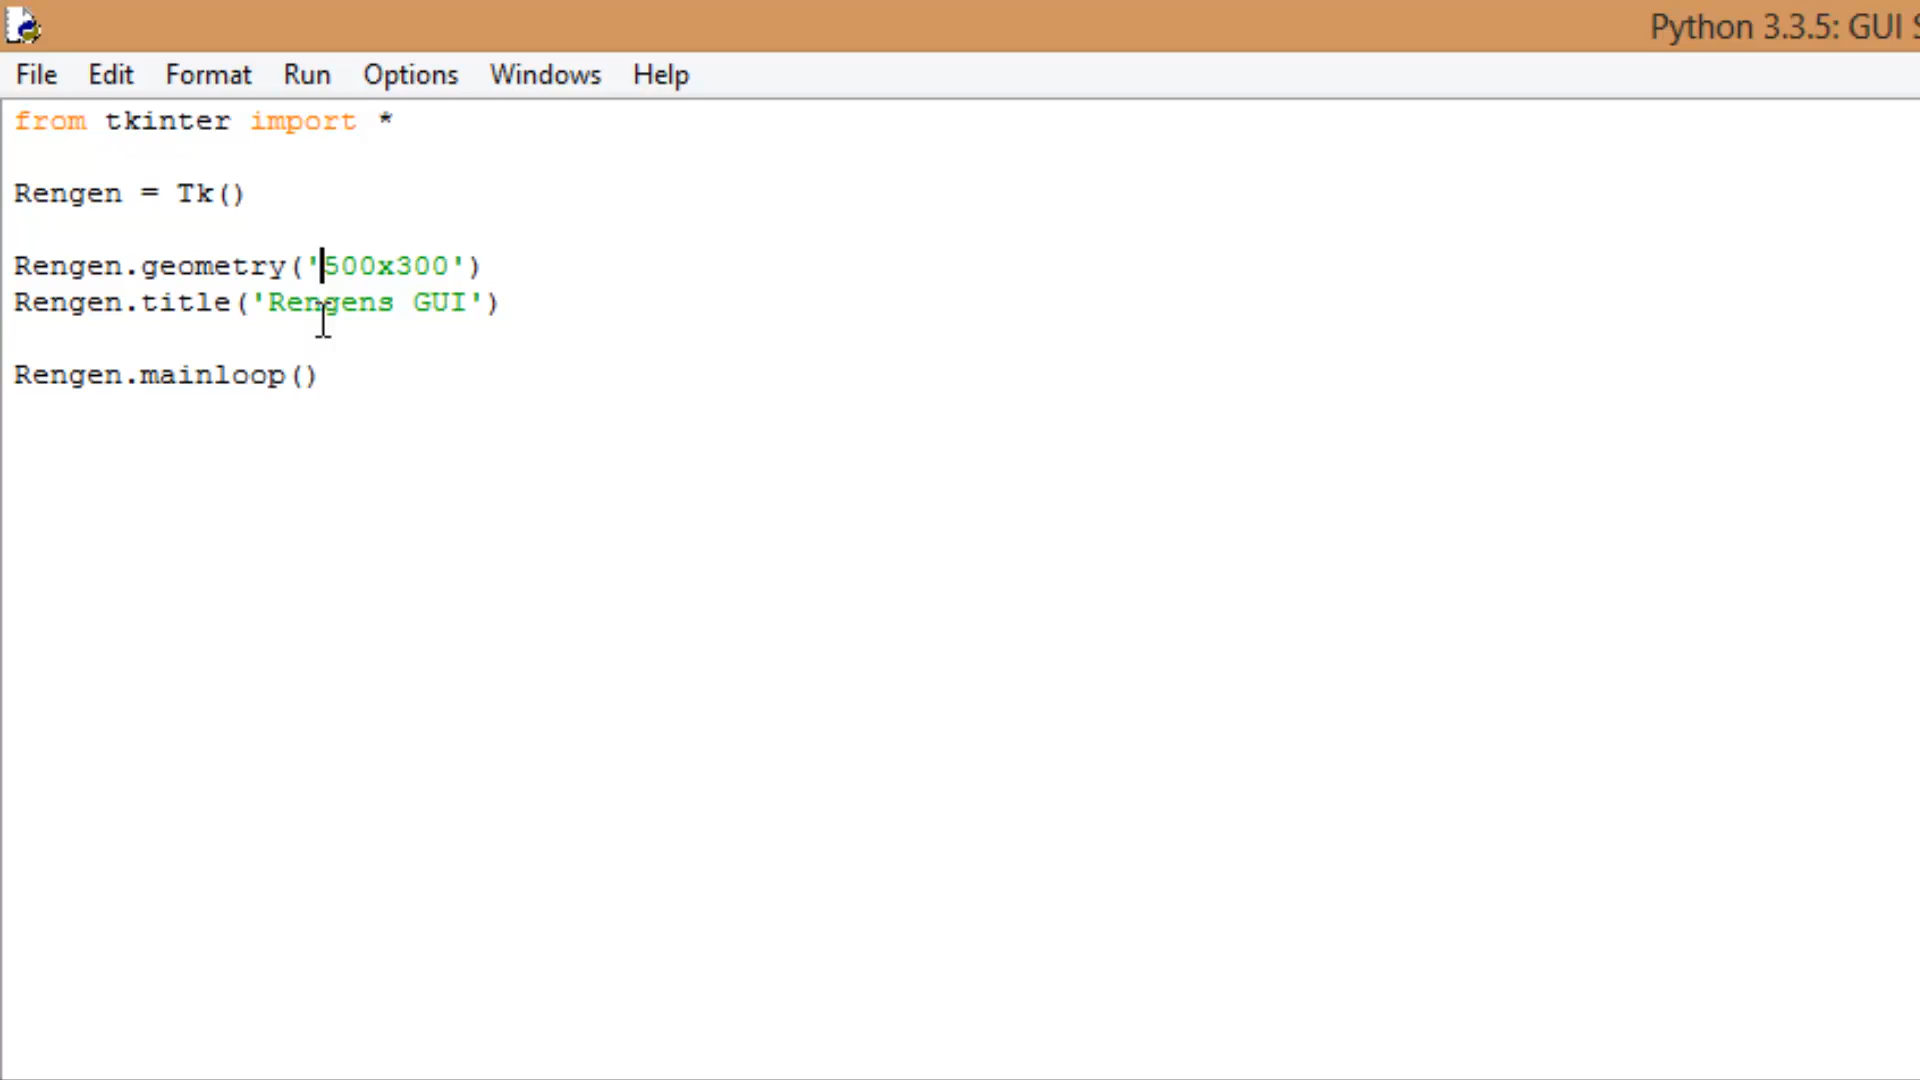 Python 3.3.5: GUI
File Edit Format Run Options Windows Help
from tkinter import *
Rengen = Tk()
Rengen.geometry('500x300')
Rengen.title('Rengens GUI')
Rengen.mainloop()